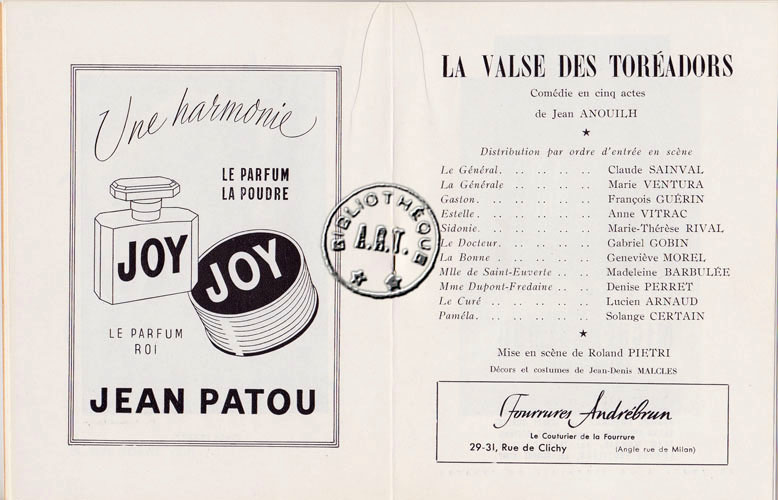 Une harmonie
LE PARFUM
LA POUDRE
JOY
JOY
LE PARFUM
ROI
JEAN PATOU
BIBLIOTHÈQUE
A.R.T.
LA VALSE DES TORÉADORS
Comédie en cinq actes
de Jean ANOUILH
Distribution par ordre d'entrée en scène
Le Général. .. .. .. .. Claude SAINVAL
La Générale .. .. .. .. Marie VENTURA
Gaston. .. .. .. .. .. François GUÉRIN
Estelle. .. .. .. .. .. Anne VITRAC
Sidonie. .. .. .. .. .. Marie-Thérèse RIVAL
Le Docteur. .. .. .. .. Gabriel GOBIN
La Bonne .. .. .. .. .. Geneviève MOREL
Mlle de Saint-Euverte .. .. Madeleine BARBULÉE
Mme Dupont-Fredaine .. .. Denise PERRET
Le Curé .. .. .. .. .. Lucien ARNAUD
Paméla. .. .. .. .. .. Solange CERTAIN
Mise en scène de Roland PIETRI
Décors et costumes de Jean-Denis MALCLES
Fourrures Andrébrun
Le Couturier de la Fourrure
29-31, Rue de Clichy (Angle rue de Milan)